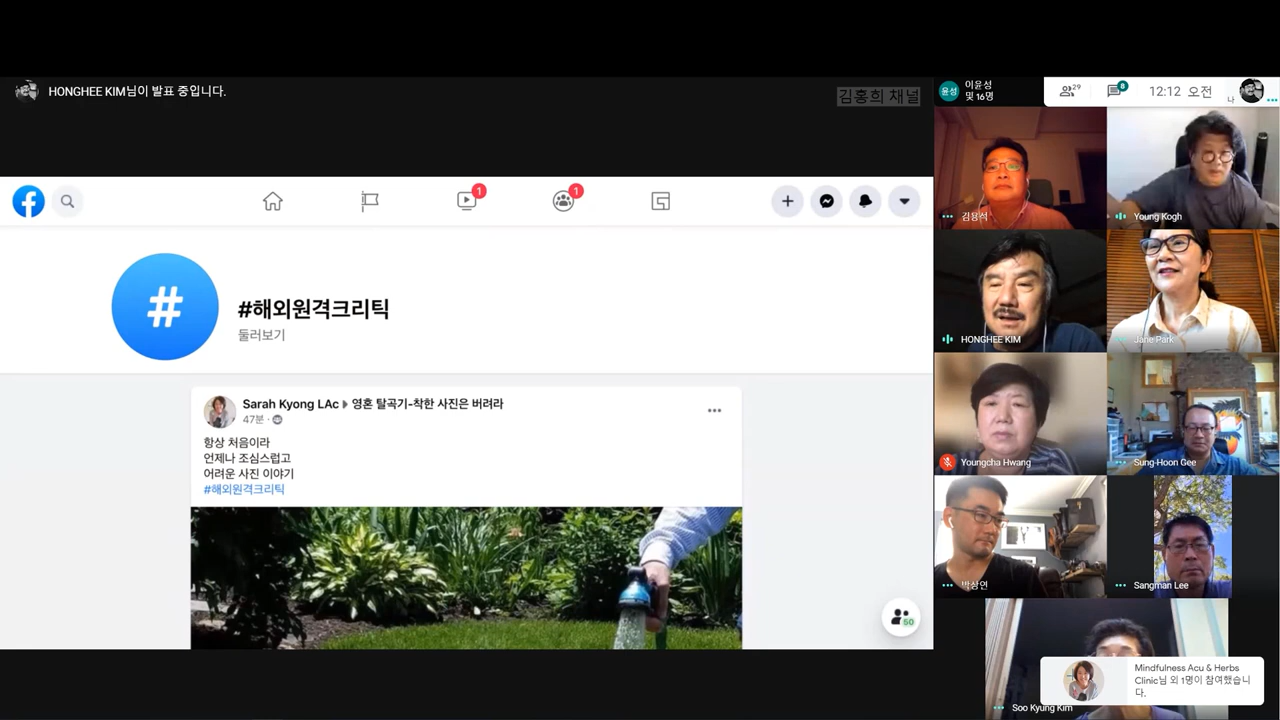 HONGHEE KIM님이 발표 중입니다.
김홍희 채널
윤성
이윤성
및 16명
29
8
12:12 오전
나
1
1
#
#해외원격크리틱
둘러보기
Sarah Kyong LAc 영혼 탈곡기-착한 사진은 버려라
47분
항상 처음이라
언제나 조심스럽고
어려운 사진 이야기
#해외원격크리틱
50
김용석
Young Kogh
HONGHEE KIM
Jane Park
Youngcha Hwang
Sung-Hoon Gee
박상연
Sangman Lee
Soo Kyung Kim
Mindfulness Acu & Herbs
Clinic님 외 1명이 참여했습니
다.